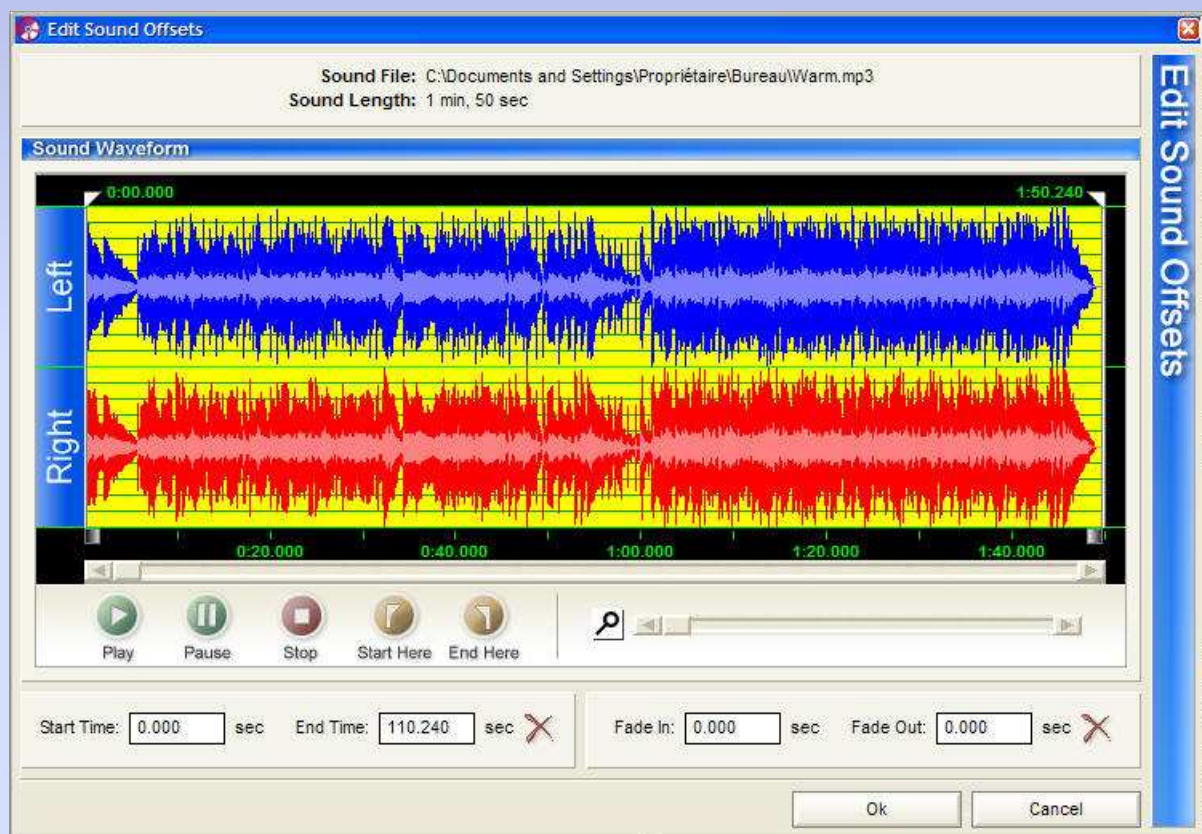 Edit Sound Offsets
Sound File: C:\Documents and Settings\Propriétaire\Bureau\Warm.mp3
Sound Length: 1 min, 50 sec
Edit Sound Offsets
Sound Waveform
0:00.000 1:50.240
Left
Right
0:20.000 0:40.000 1:00.000 1:20.000 1:40.000
Play Pause Stop Start Here End Here
Start Time: 0.000 sec End Time: 110.240 sec Fade In: 0.000 sec Fade Out: 0.000 sec
Ok Cancel